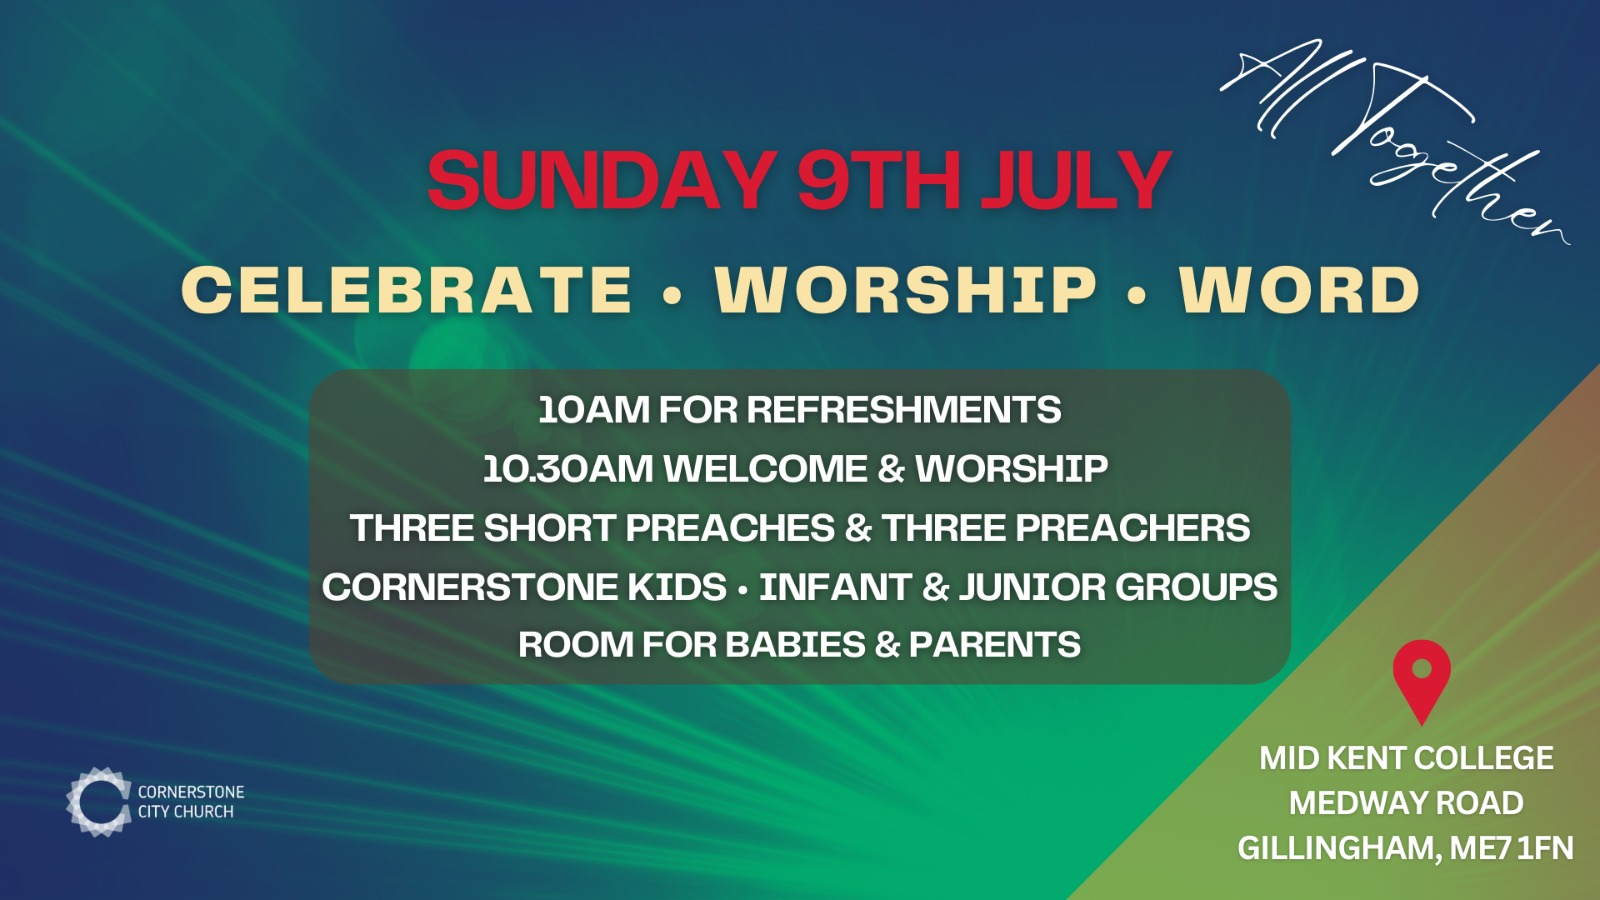 All Together
SUNDAY 9TH JULY
CELEBRATE • WORSHIP • WORD
10AM FOR REFRESHMENTS
10.30AM WELCOME & WORSHIP
THREE SHORT PREACHES & THREE PREACHERS
CORNERSTONE KIDS • INFANT & JUNIOR GROUPS
ROOM FOR BABIES & PARENTS
MID KENT COLLEGE
MEDWAY ROAD
GILLINGHAM, ME7 1FN
CORNERSTONE
CITY CHURCH